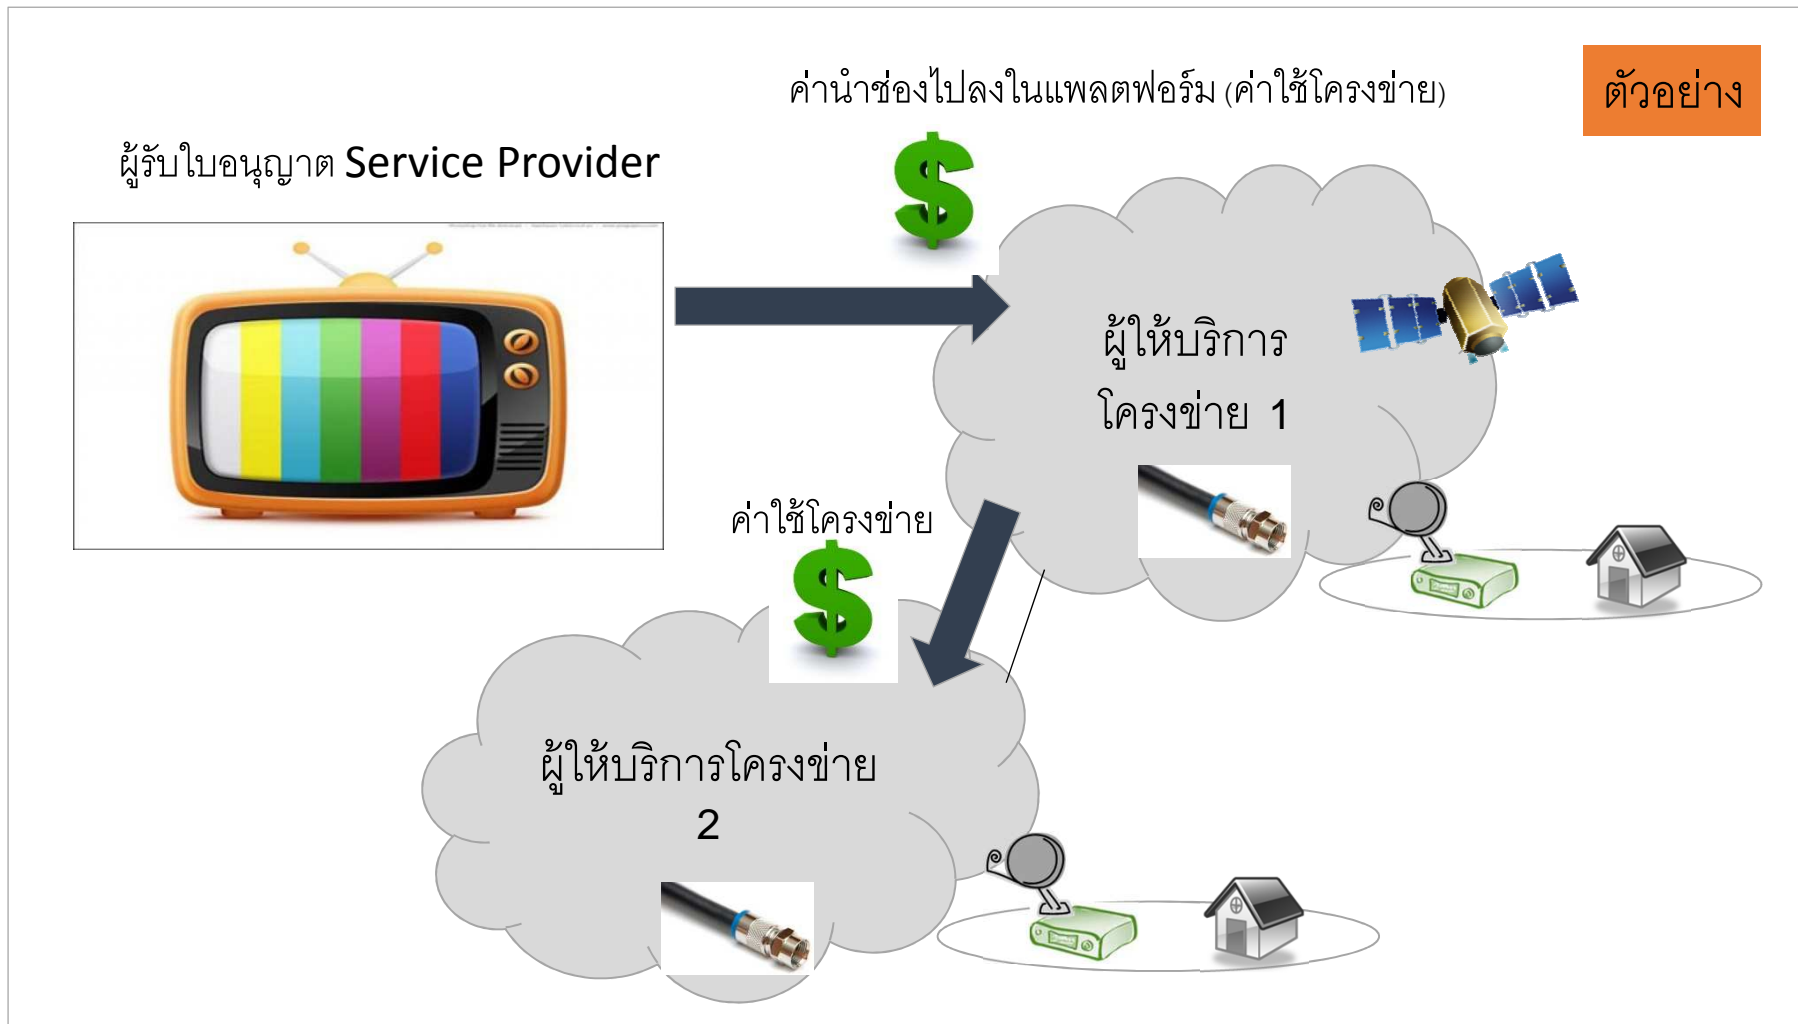 ค่านำช่องไปลงในแพลตฟอร์ม (ค่าใช้โครงข่าย)
ตัวอย่าง
ผู้รับใบอนุญาต Service Provider
ผู้ให้บริการ
โครงข่าย 1
ค่าใช้โครงข่าย
ผู้ให้บริการโครงข่าย
2